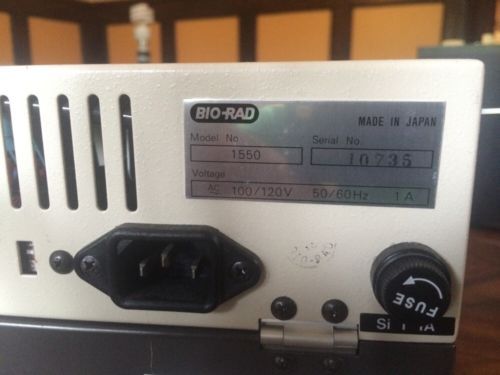 BIO-RAD
MADE IN JAPAN
Model No
Serial No.
1550
10735
Voltage
AC 100/120V 50/60Hz 1A
FUSE